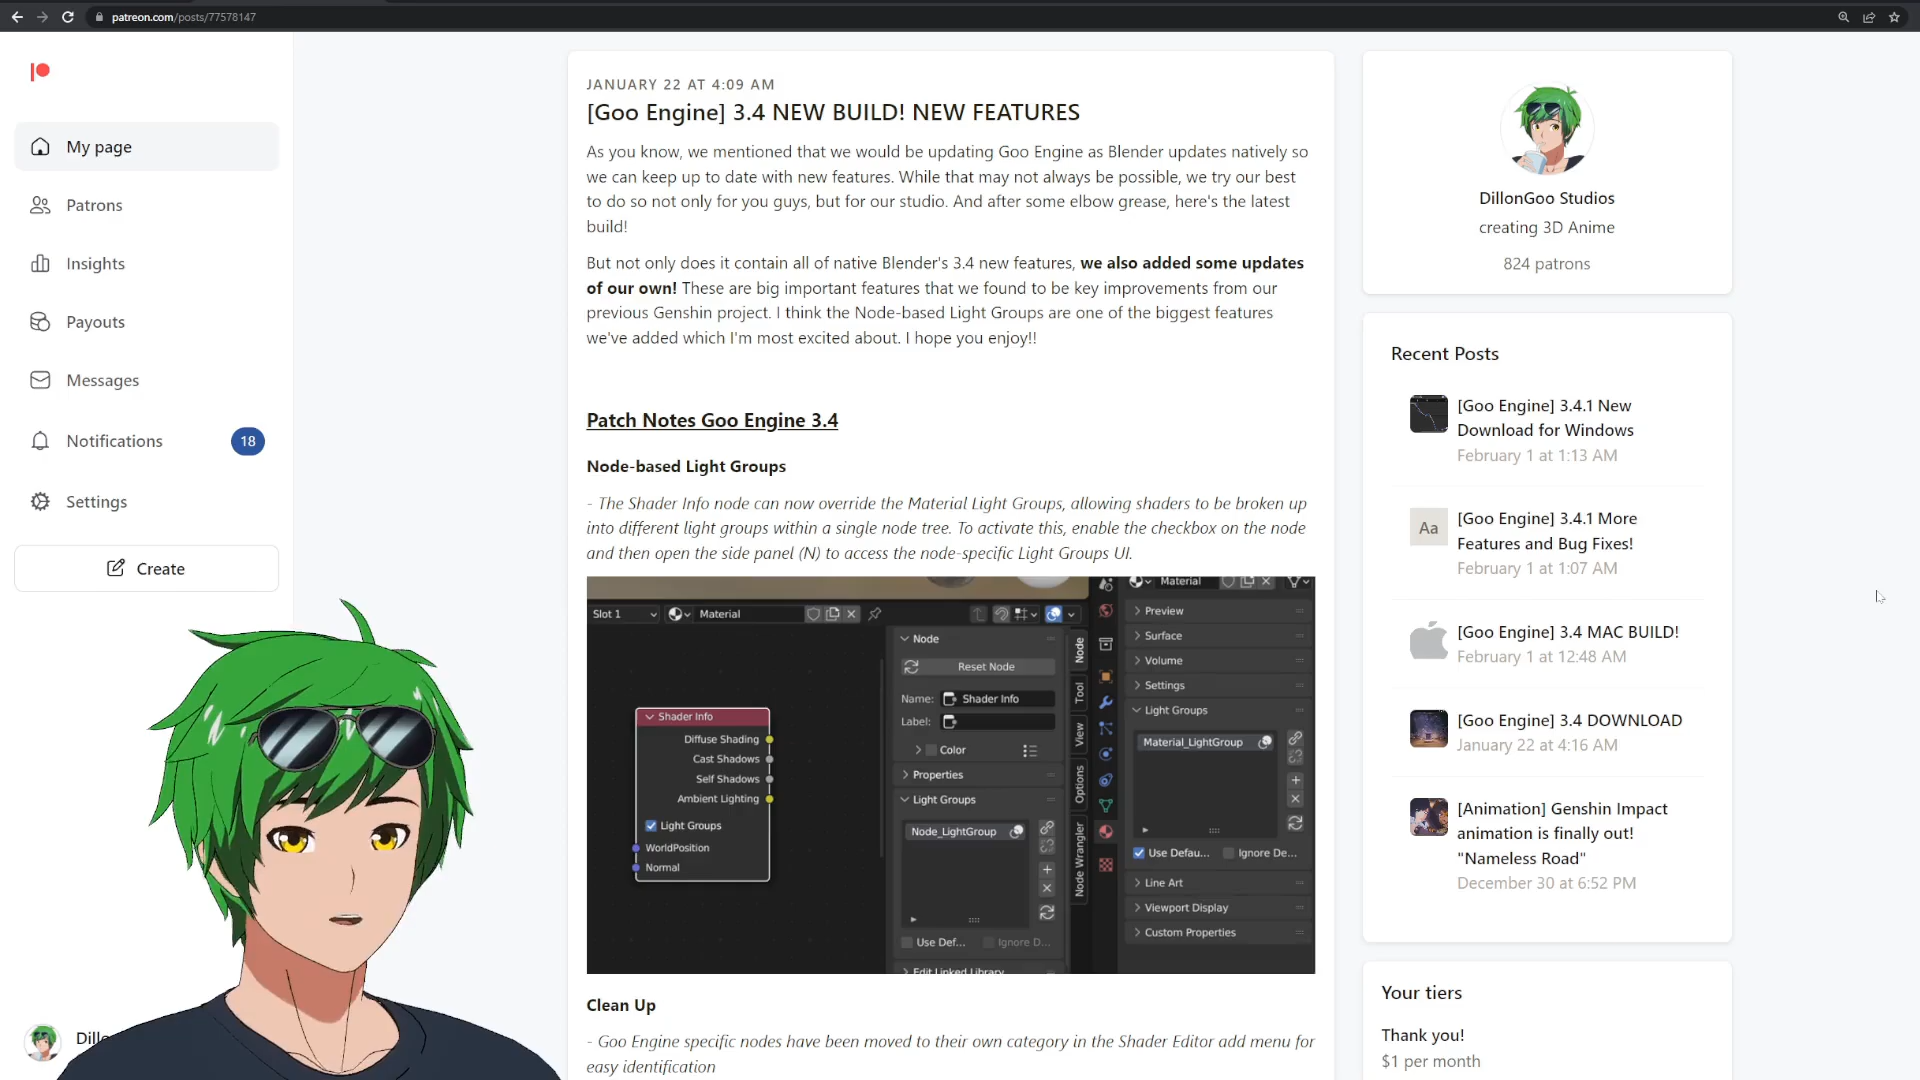 patreon.com/posts/77578147
My page
Patrons
Insights
Payouts
Messages
Notifications 18
Settings
Create
Dillo
JANUARY 22 AT 4:09 AM
[Goo Engine] 3.4 NEW BUILD! NEW FEATURES
As you know, we mentioned that we would be updating Goo Engine as Blender updates natively so
we can keep up to date with new features. While that may not always be possible, we try our best
to do so not only for you guys, but for our studio. And after some elbow grease, here's the latest
build!
But not only does it contain all of native Blender's 3.4 new features, we also added some updates
of our own! These are big important features that we found to be key improvements from our
previous Genshin project. I think the Node-based Light Groups are one of the biggest features
we've added which I'm most excited about. I hope you enjoy!!
Patch Notes Goo Engine 3.4
Node-based Light Groups
- The Shader Info node can now override the Material Light Groups, allowing shaders to be broken up
into different light groups within a single node tree. To activate this, enable the checkbox on the node
and then open the side panel (N) to access the node-specific Light Groups UI.
Slot 1
Material
Shader Info
Diffuse Shading
Cast Shadows
Self Shadows
Ambient Lighting
Light Groups
WorldPosition
Normal
Node
Reset Node
Name: Shader Info
Label:
Color
Properties
Light Groups
Node_LightGroup
Use Def...
Ignore D...
Edit Linked Library
Node
Tool
View
Options
Node Wrangler
Material
Preview
Surface
Volume
Settings
Light Groups
Material_LightGroup
Use Defau...
Ignore De...
Line Art
Viewport Display
Custom Properties
Clean Up
- Goo Engine specific nodes have been moved to their own category in the Shader Editor add menu for
easy identification
DillonGoo Studios
creating 3D Anime
824 patrons
Recent Posts
[Goo Engine] 3.4.1 New
Download for Windows
February 1 at 1:13 AM
Aa
[Goo Engine] 3.4.1 More
Features and Bug Fixes!
February 1 at 1:07 AM
[Goo Engine] 3.4 MAC BUILD!
February 1 at 12:48 AM
[Goo Engine] 3.4 DOWNLOAD
January 22 at 4:16 AM
[Animation] Genshin Impact
animation is finally out!
"Nameless Road"
December 30 at 6:52 PM
Your tiers
Thank you!
$1 per month